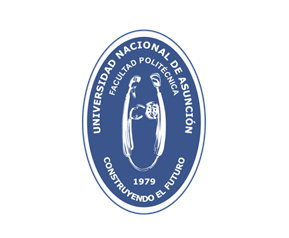 UNIVERSIDAD NACIONAL DE ASUNCIÓN
FACULTAD POLITÉCNICA
1979
CONSTRUYENDO EL FUTURO